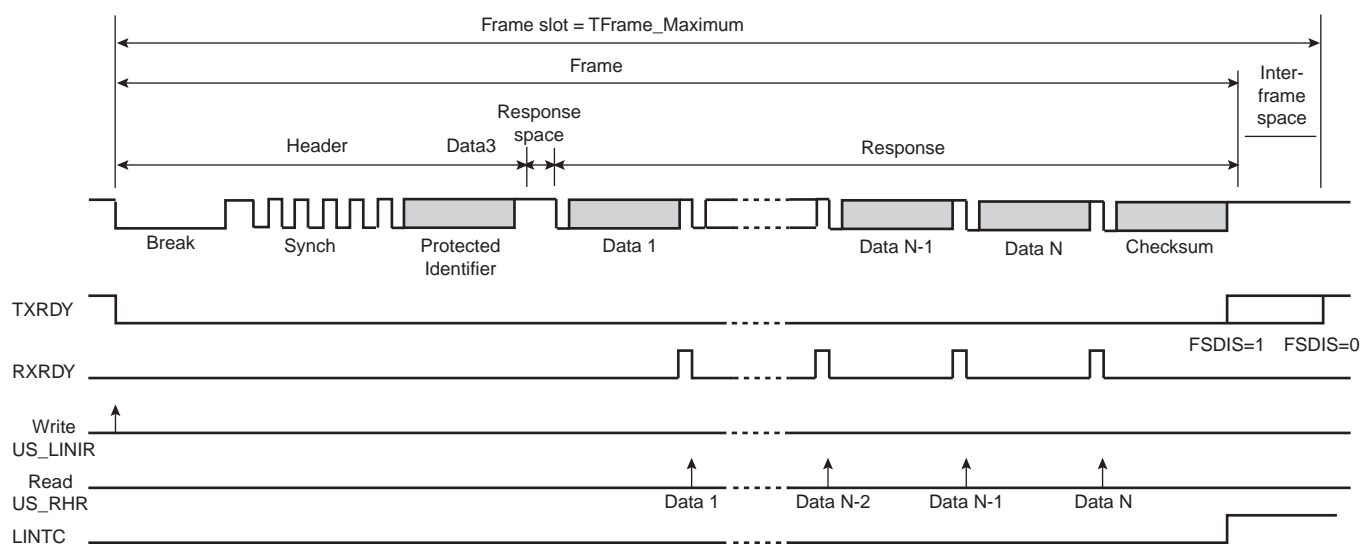 Frame slot = TFrame_Maximum
Frame
Inter-
frame
space
Response
space
Header
Data3
Response
Break
Synch
Protected
Identifier
Data 1
Data N-1
Data N
Checksum
TXRDY
FSDIS=1
FSDIS=0
RXRDY
Write
US_LINIR
Read
US_RHR
Data 1
Data N-2
Data N-1
Data N
LINTC